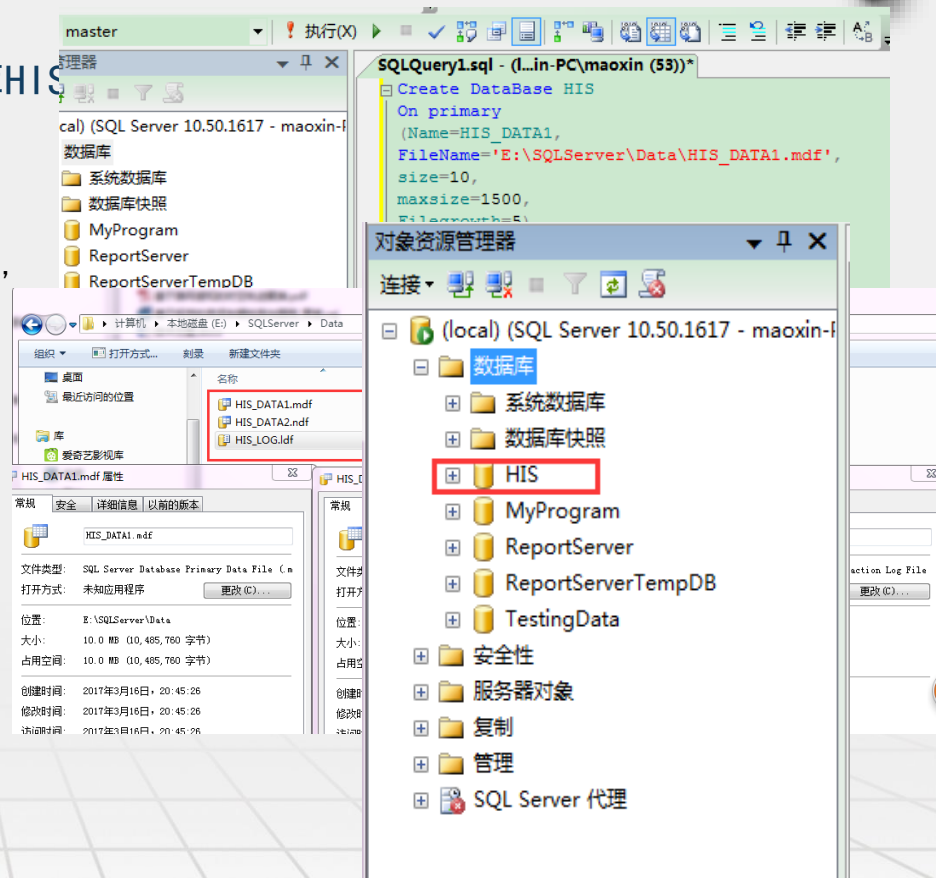 master
执行(X)
理器
SQLQuery1.sql - (l...in-PC\maoxin (53))*
HIS
Create DataBase HIS
On primary
(Name=HIS_DATA1,
FileName='E:\SQLServer\Data\HIS_DATA1.mdf',
size=10,
maxsize=1500,
Filegrowth=5)
cal) (SQL Server 10.50.1617 - maoxin-
数据库
系统数据库
数据库快照
MyProgram
ReportServer
ReportServerTempDB
,
计算机 本地磁盘 (E:) SQLServer Data
组织 打开方式... 刻录 新建文件夹
桌面
最近访问的位置
库
爱奇艺影视库
名称
HIS_DATA1.mdf
HIS_DATA2.ndf
HIS_LOG.ldf
HIS_DATA1.mdf 属性
常规 安全 详细信息 以前的版本
HIS_DATA1.mdf
文件类型: SQL Server Database Primary Data File (.m
打开方式: 未知应用程序 更改(C)...
位置: E:\SQLServer\Data
大小: 10.0 MB (10,485,760 字节)
占用空间: 10.0 MB (10,485,760 字节)
创建时间: 2017年3月16日，20:45:26
修改时间: 2017年3月16日，20:45:26
访问时间: 2017年3月16日，20:45:26
HIS_
常规
文件
打开
位置:
大小:
占用
创建
修改
对象资源管理器
连接
(local) (SQL Server 10.50.1617 - maoxin-
数据库
系统数据库
数据库快照
HIS
MyProgram
ReportServer
ReportServerTempDB
TestingData
安全性
服务器对象
复制
管理
SQL Server 代理
action Log File
更改(C)...